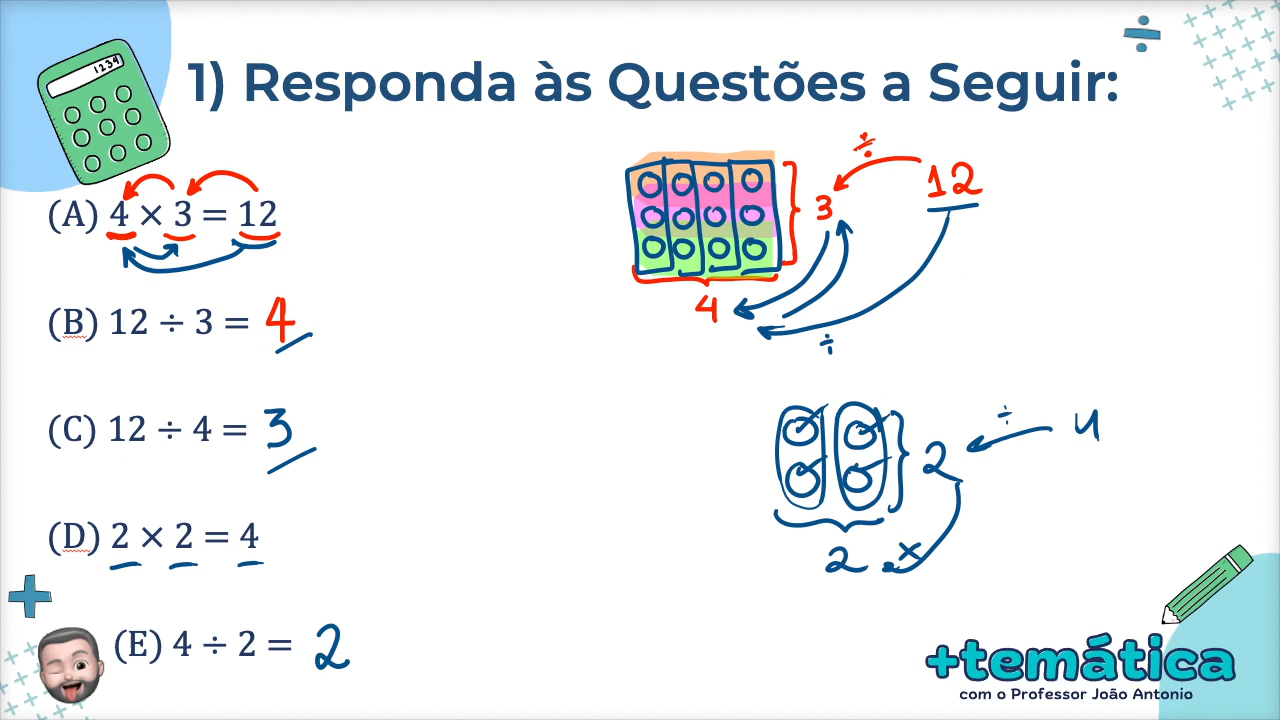 1234
1) Responda às Questões a Seguir:
÷
(A) 4 × 3 = 12
3
12
4
÷
(B) 12 ÷ 3 = 4
(C) 12 ÷ 4 = 3
2
÷
4
(D) 2 × 2 = 4
2
×
(E) 4 ÷ 2 = 2
+temática
com o Professor João Antonio